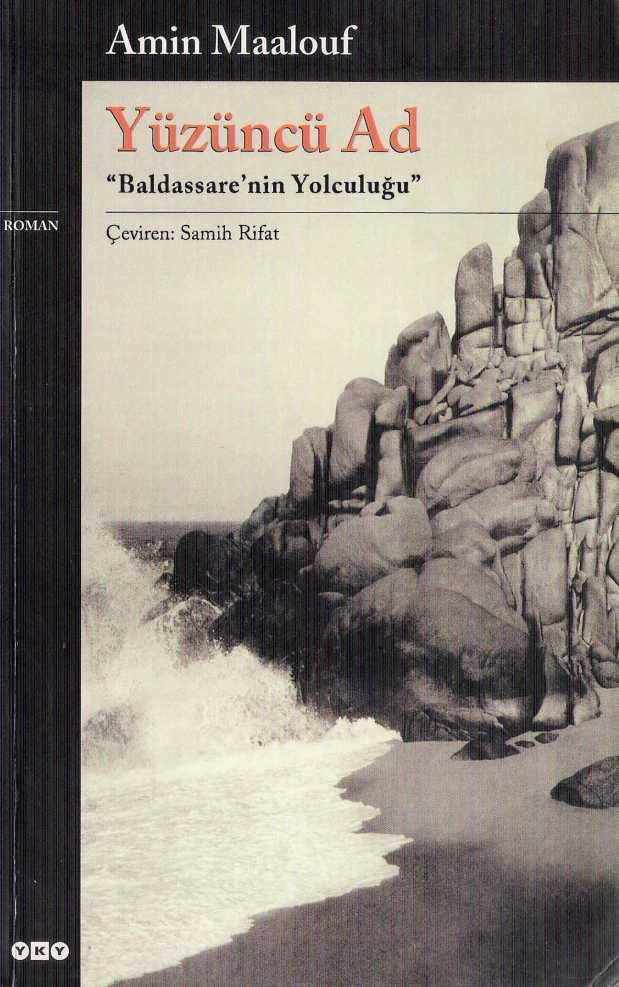 Amin Maalouf
Yüzüncü Ad
“Baldassare’nin Yolculuğu”
ROMAN
Çeviren: Samih Rifat
YKY